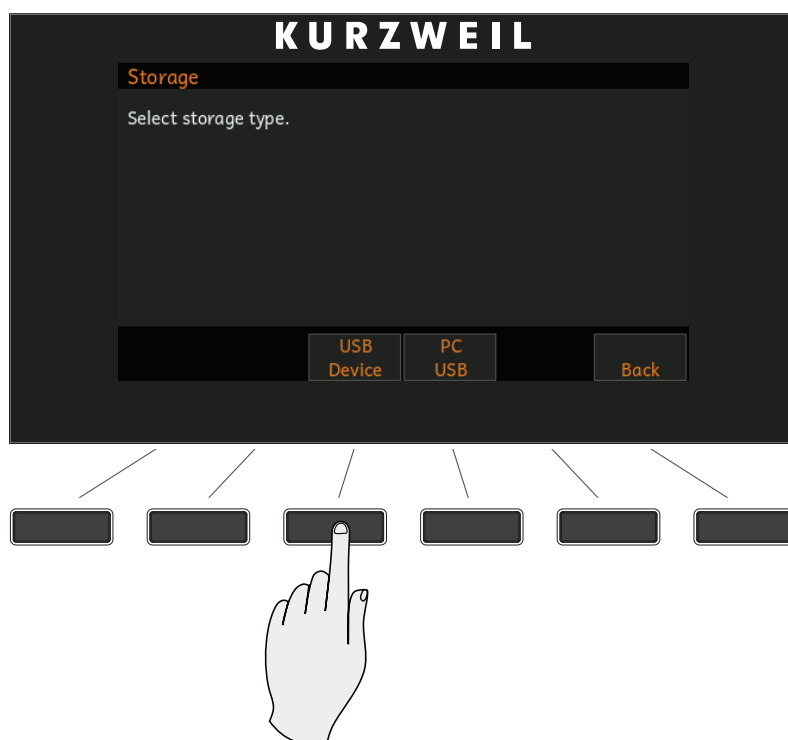 KURZWEIL
Storage
Select storage type.
USB
Device
PC
USB
Back